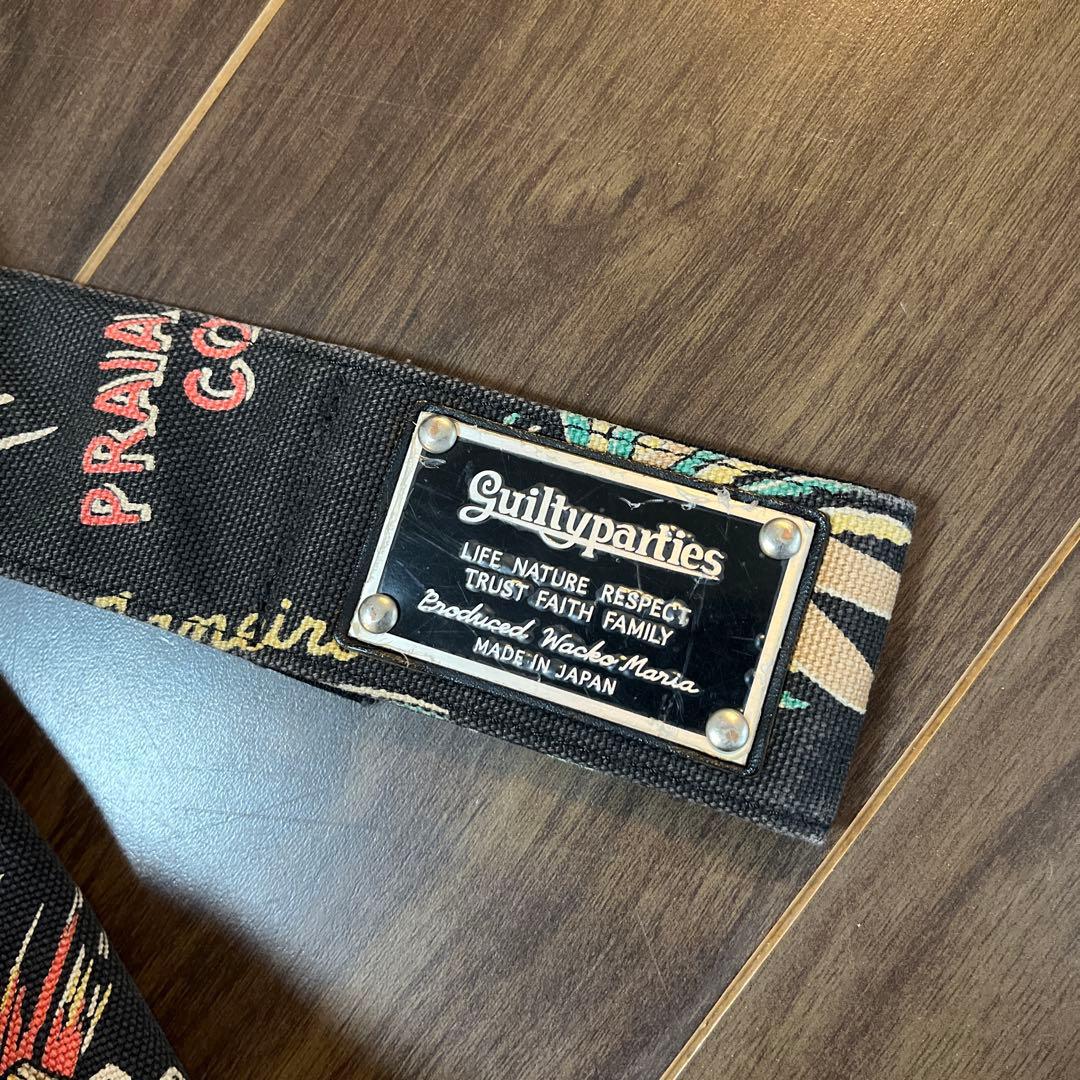 PRAIA
CO
guiltyparties
LIFE NATURE RESPECT
TRUST FAITH FAMILY
Produced Wacko Maria
MADE IN JAPAN